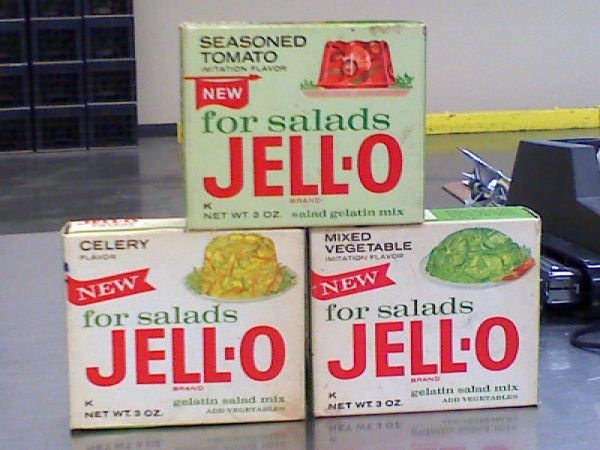 SEASONED
TOMATO
IMITATION FLAVOR
NEW
for salads
JELL-O
BRAND
K
NET WT. 3 OZ. salad gelatin mix
JELL-O
CELERY
FLAVOR
NEW
for salads
JELL-O
BRAND
K
NET WT. 3 OZ.
gelatin salad mix
ADD VEGETABLES
MIXED
VEGETABLE
IMITATION FLAVOR
NEW
for salads
JELL-O
BRAND
K
NET WT. 3 OZ.
gelatin salad mix
ADD VEGETABLES